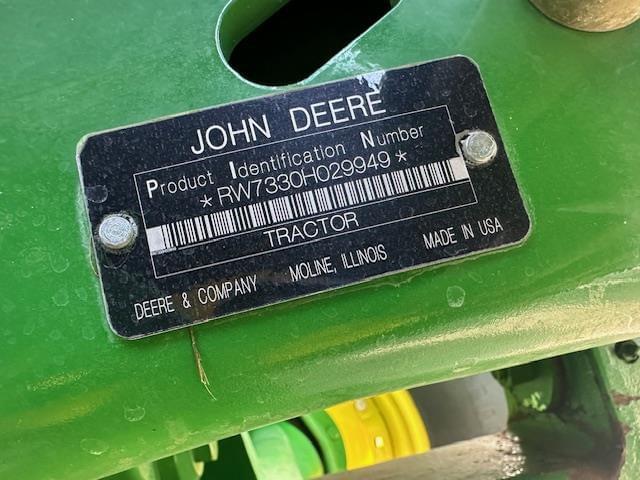 JOHN DEERE
Product Identification Number
* RW7330H029949 *
TRACTOR
DEERE & COMPANY MOLINE, ILLINOIS MADE IN USA